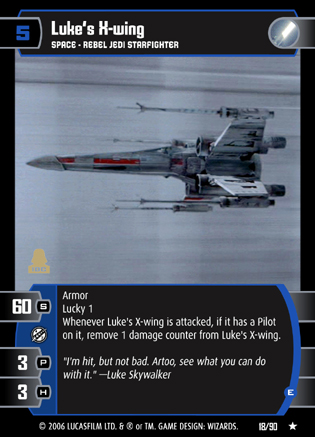 5
Luke's X-wing
SPACE - REBEL JEDI STARFIGHTER
60 S
Armor
Lucky 1
Whenever Luke's X-wing is attacked, if it has a Pilot
on it, remove 1 damage counter from Luke's X-wing.
3 P
"I'm hit, but not bad. Artoo, see what you can do
with it." —Luke Skywalker
3 H
E
© 2006 LUCASFILM LTD. & ® or TM. GAME DESIGN: WIZARDS.
18/90